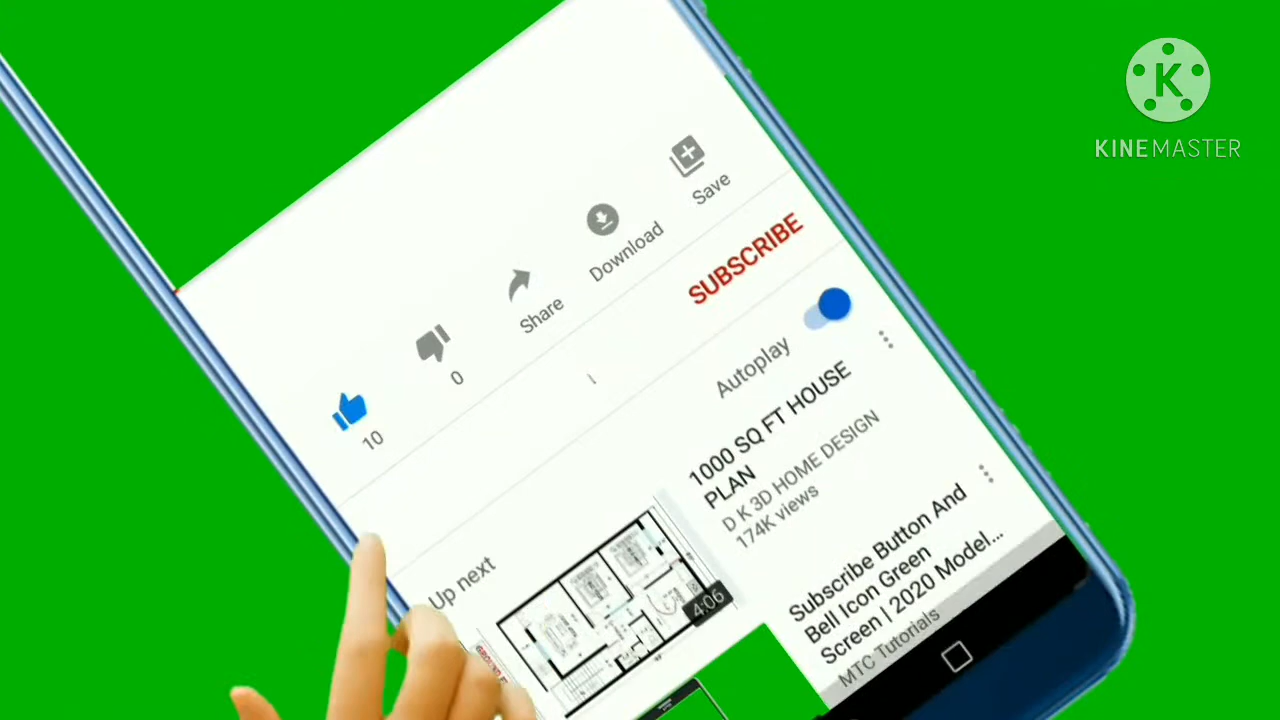 K
KINEMASTER
Save
Download
Share
0
10
SUBSCRIBE
Autoplay
Up next
1000 SQ FT HOUSE
PLAN
D K 3D HOME DESIGN
174K views
4:06
Subscribe Button And
Bell Icon Green
Screen | 2020 Model...
MTC Tutorials